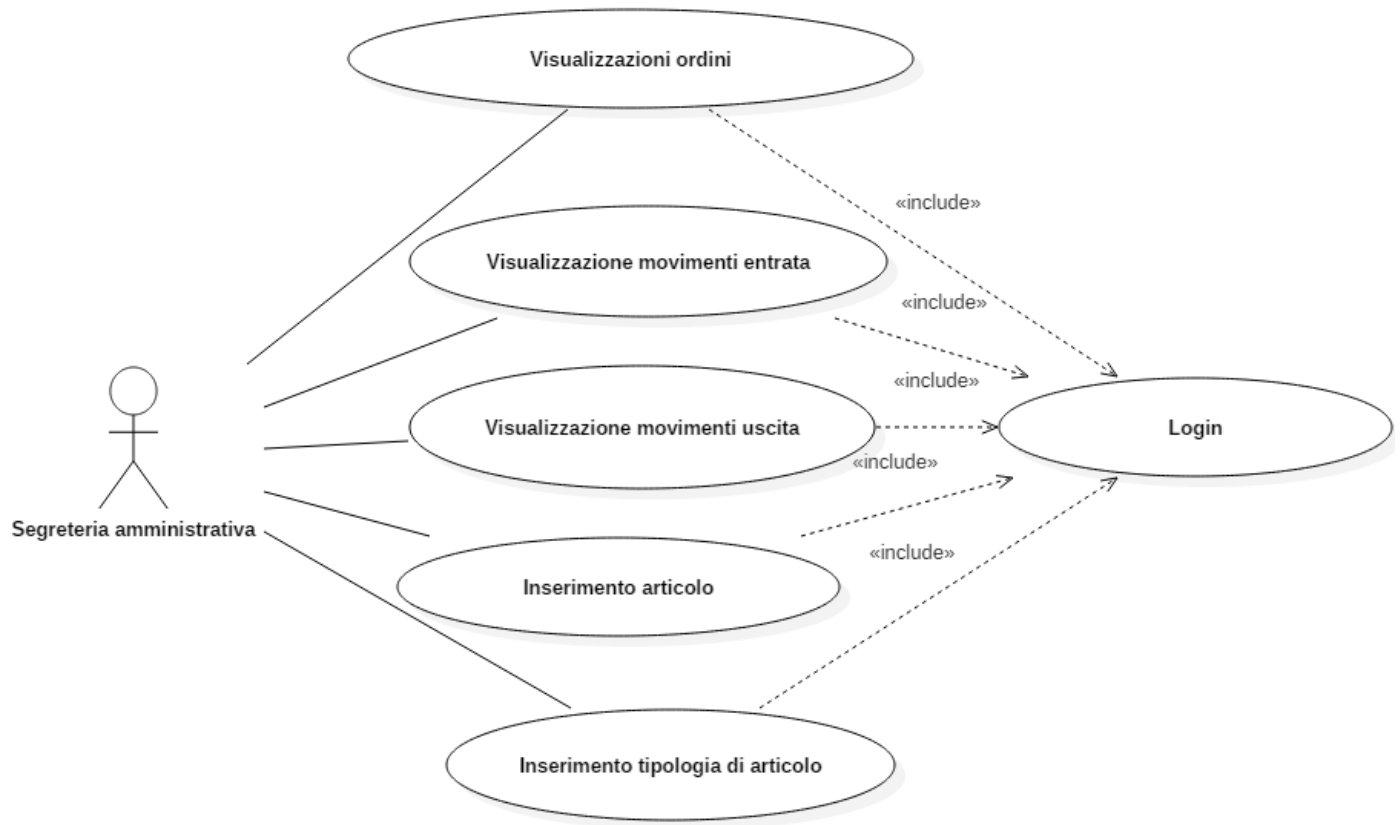 Visualizzazioni ordini
«include»
Visualizzazione movimenti entrata
«include»
«include»
Visualizzazione movimenti uscita
Login
«include»
Segreteria amministrativa
«include»
Inserimento articolo
Inserimento tipologia di articolo